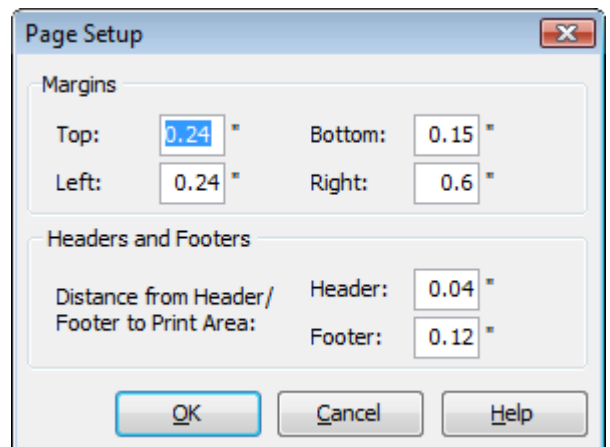 Page Setup
Margins
Top: 0.24 " Bottom: 0.15 "
Left: 0.24 " Right: 0.6 "
Headers and Footers
Distance from Header/ Header: 0.04 "
Footer to Print Area: Footer: 0.12 "
OK Cancel Help